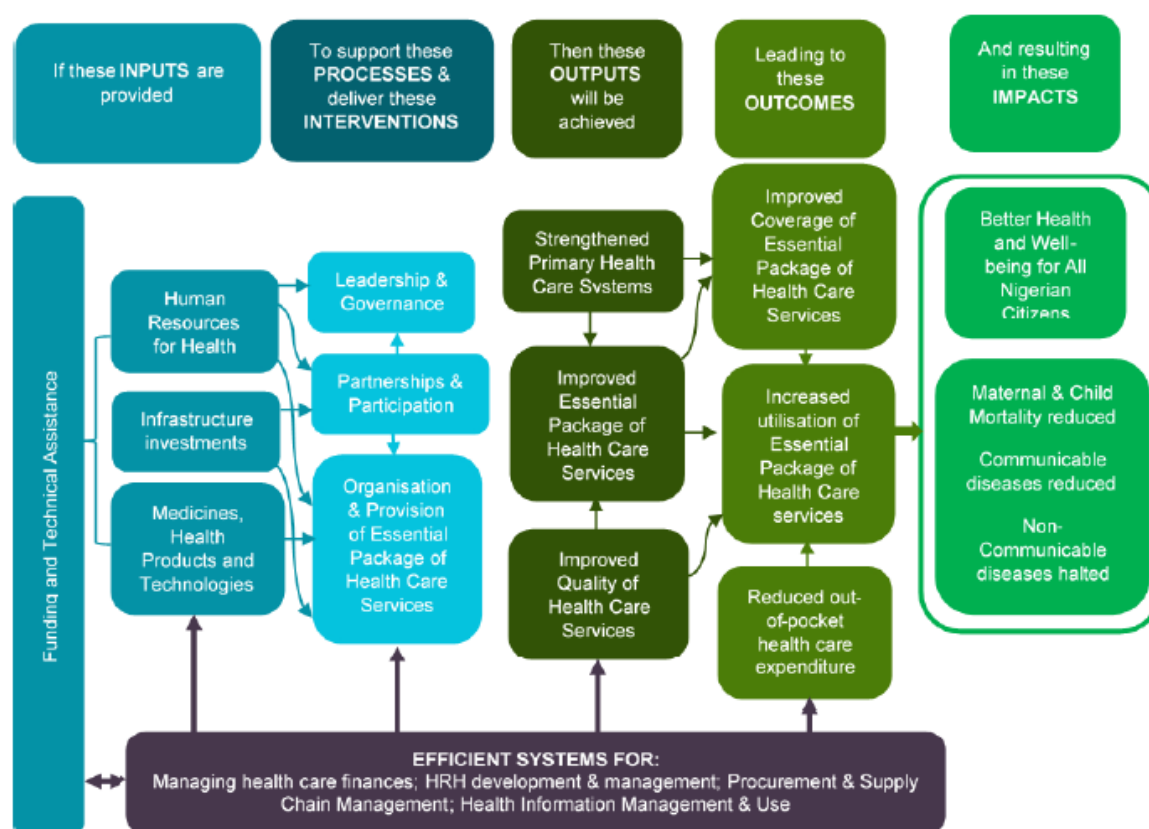 If these INPUTS are
provided
To support these
PROCESSES &
deliver these
INTERVENTIONS
Then these
OUTPUTS
will be
achieved
Leading to
these
OUTCOMES
And resulting
in these
IMPACTS
Funding and Technical Assistance
Human
Resources
for Health
Infrastructure
investments
Medicines,
Health
Products and
Technologies
Leadership &
Governance
Partnerships &
Participation
Organisation
& Provision
of Essential
Package of
Health Care
Services
Strengthened
Primary Health
Care Systems
Improved
Essential
Package of
Health Care
Services
Improved
Quality of
Health Care
Services
Improved
Coverage of
Essential
Package of
Health Care
Services
Increased
utilisation of
Essential
Package of
Health Care
services
Reduced out-
of-pocket
health care
expenditure
Better Health
and Well-
being for All
Nigerian
Citizens
Maternal & Child
Mortality reduced
Communicable
diseases reduced
Non-
Communicable
diseases halted
EFFICIENT SYSTEMS FOR:
Managing health care finances; HRH development & management; Procurement & Supply
Chain Management; Health Information Management & Use